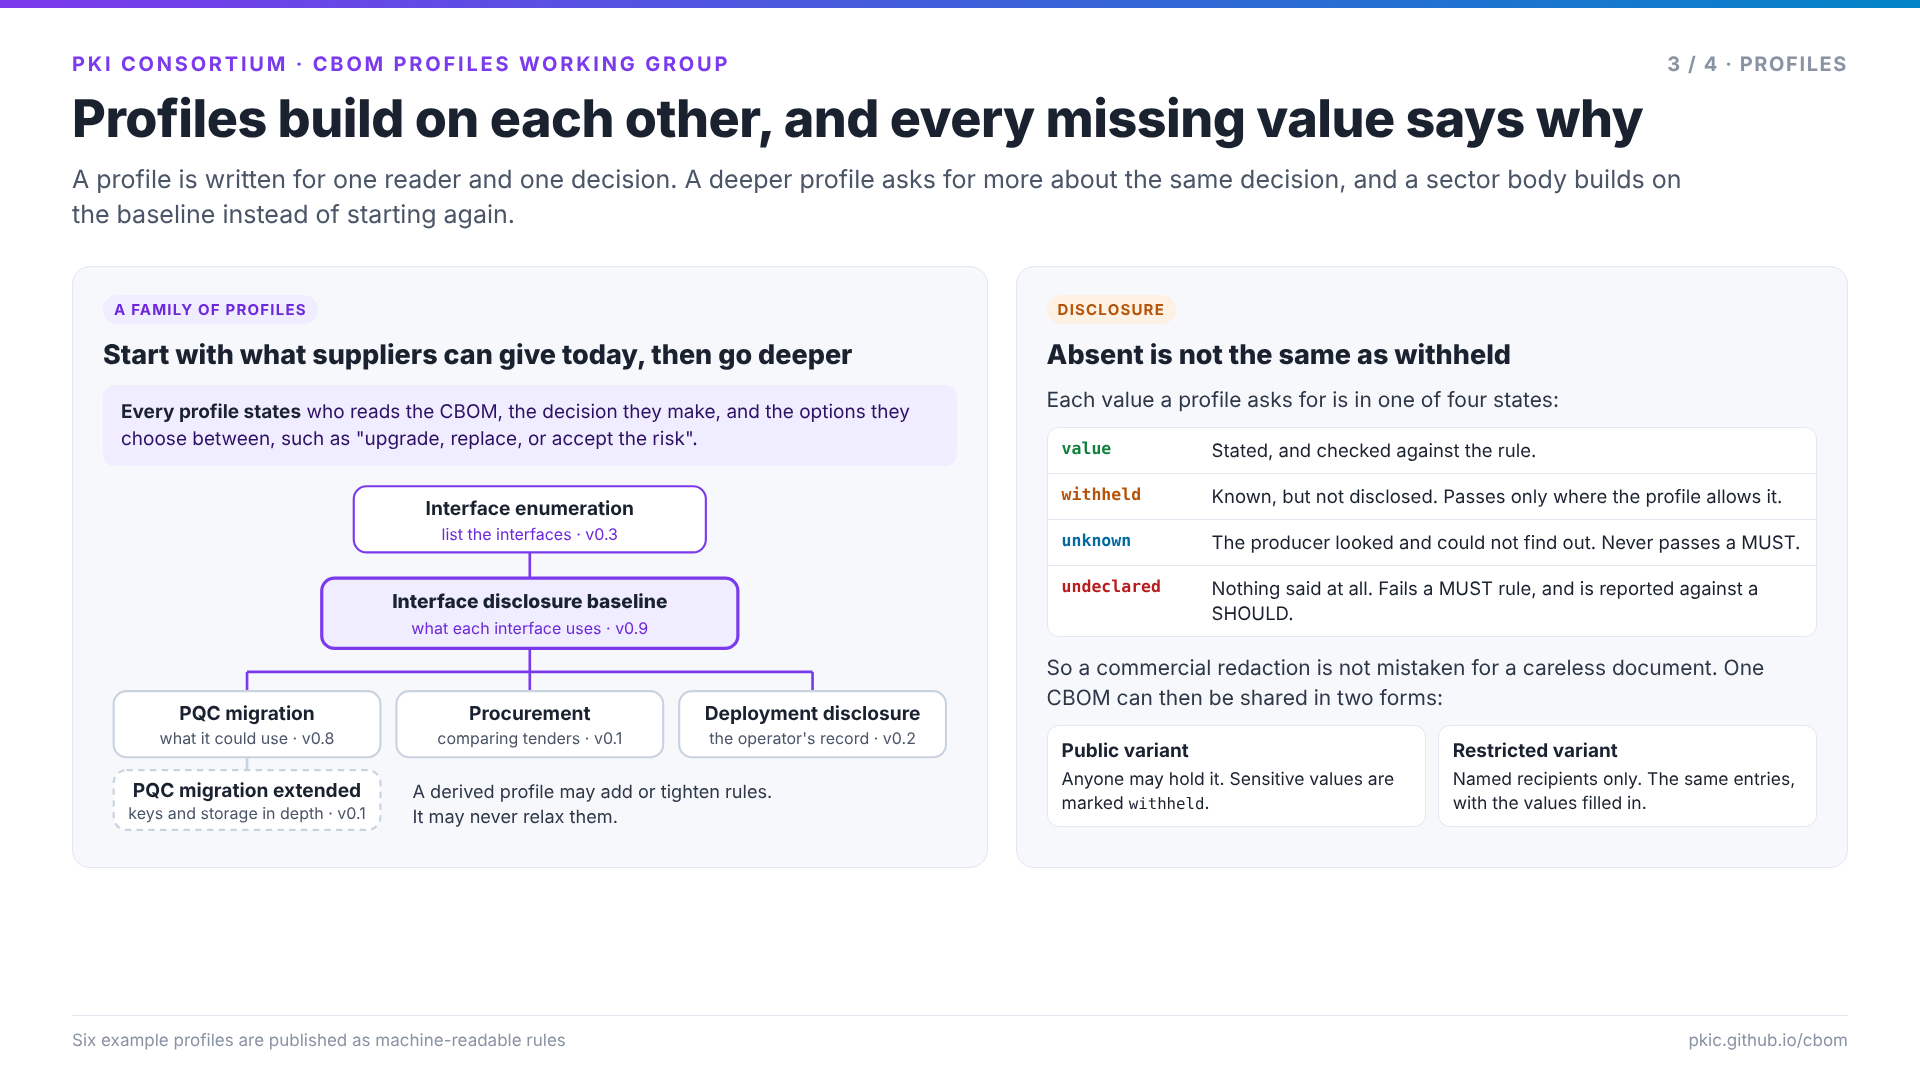 PKI CONSORTIUM · CBOM PROFILES WORKING GROUP
3 / 4 · PROFILES
Profiles build on each other, and every missing value says why
A profile is written for one reader and one decision. A deeper profile asks for more about the same decision, and a sector body builds on
the baseline instead of starting again.
A FAMILY OF PROFILES
Start with what suppliers can give today, then go deeper
Every profile states who reads the CBOM, the decision they make, and the options they
choose between, such as "upgrade, replace, or accept the risk".
Interface enumeration
list the interfaces · v0.3
Interface disclosure baseline
what each interface uses · v0.9
PQC migration
what it could use · v0.8
Procurement
comparing tenders · v0.1
Deployment disclosure
the operator's record · v0.2
PQC migration extended
keys and storage in depth · v0.1
A derived profile may add or tighten rules.
It may never relax them.
DISCLOSURE
Absent is not the same as withheld
Each value a profile asks for is in one of four states:
value
Stated, and checked against the rule.
withheld
Known, but not disclosed. Passes only where the profile allows it.
unknown
The producer looked and could not find out. Never passes a MUST.
undeclared
Nothing said at all. Fails a MUST rule, and is reported against a
SHOULD.
So a commercial redaction is not mistaken for a careless document. One
CBOM can then be shared in two forms:
Public variant
Anyone may hold it. Sensitive values are
marked withheld.
Restricted variant
Named recipients only. The same entries,
with the values filled in.
Six example profiles are published as machine-readable rules
pkic.github.io/cbom